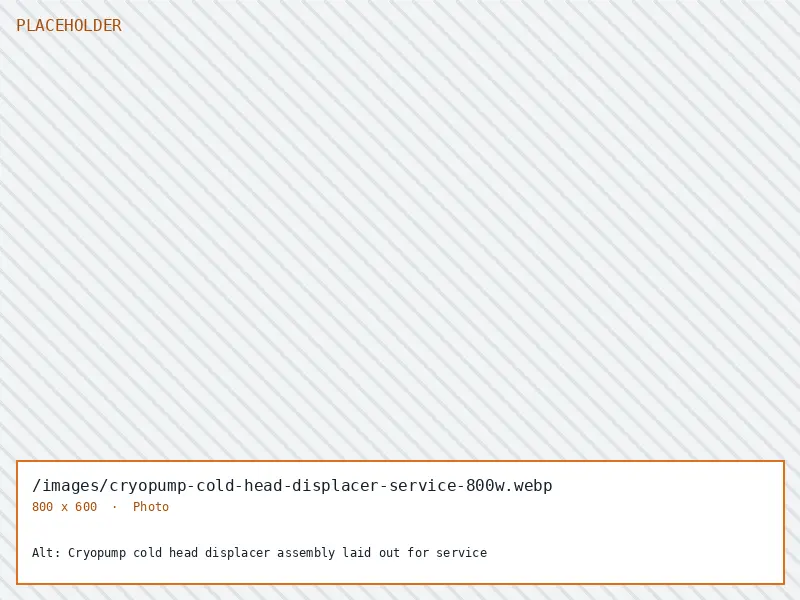 PLACEHOLDER
/images/cryopump-cold-head-displacer-service-800w.webp
800 x 600 · Photo
Alt: Cryopump cold head displacer assembly laid out for service